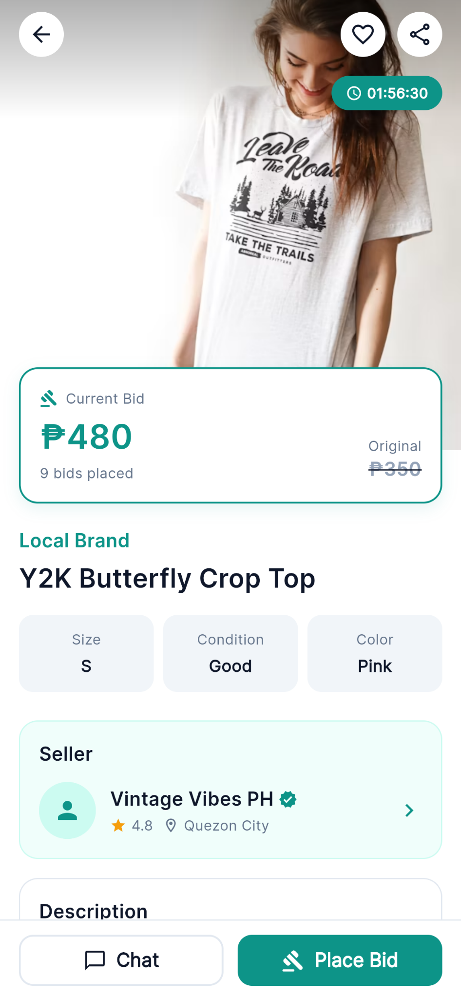 01:56:30
Leave
The Road
TAKE THE TRAILS
ARBOREAL OUTFITTERS
Current Bid
₱480
9 bids placed
Original
₱350
Local Brand
Y2K Butterfly Crop Top
Size
S
Condition
Good
Color
Pink
Seller
Vintage Vibes PH
4.8
Quezon City
Description
Chat
Place Bid